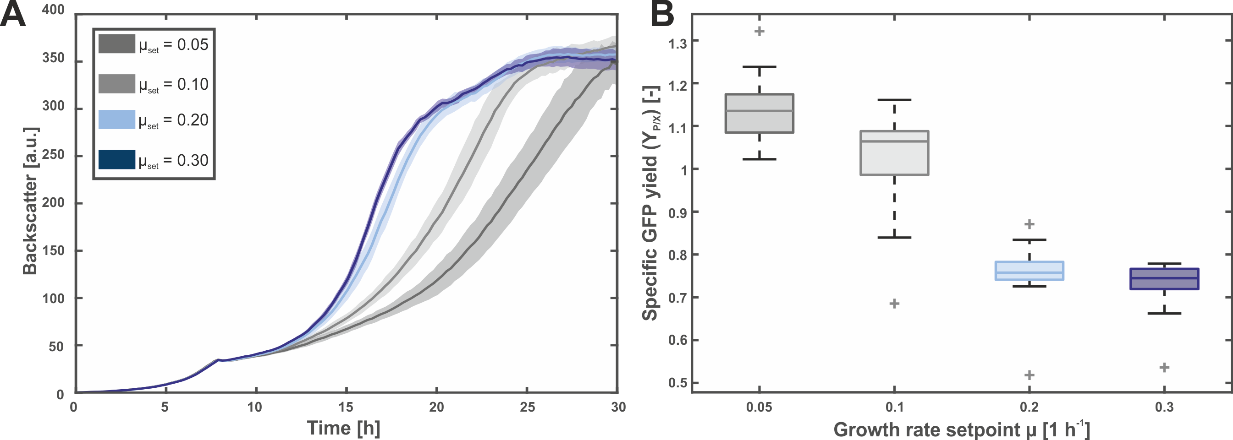 A
400
350
300
250
200
150
100
50
0
Backscatter [a.u.]
μset = 0.05
μset = 0.10
μset = 0.20
μset = 0.30
0 5 10 15 20 25 30
Time [h]
B
1.3
1.2
1.1
1
0.9
0.8
0.7
0.6
0.5
Specific GFP yield (YP/X) [-]
0.05 0.1 0.2 0.3
Growth rate setpoint μ [1 h-1]